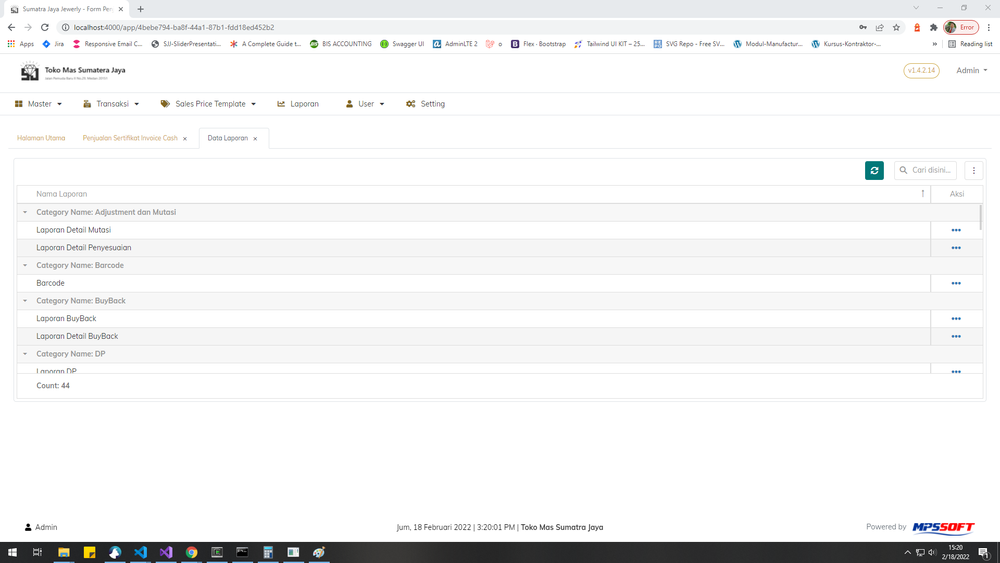 Sumatra Jaya Jewerly - Form Pen
localhost:4000/app/4bebe794-ba8f-44a1-87b1-fdd18ed452b2
Error
Apps
Jira
Responsive Email C...
SJJ-SliderPresentati...
A Complete Guide t...
BIS ACCOUNTING
Swagger UI
AdminLTE 2
o
Flex · Bootstrap
Tailwind UI KIT – 25...
SVG Repo - Free SV...
Modul-Manufactur...
Kursus-Kontraktor-...
»
Reading list
Toko Mas Sumatera Jaya
v1.4.2.14
Admin
Master
Transaksi
Sales Price Template
Laporan
User
Setting
Halaman Utama
Penjualan Sertifikat Invoice Cash
Data Laporan
Cari disini...
Nama Laporan
Aksi
Category Name: Adjustment dan Mutasi
Laporan Detail Mutasi
Laporan Detail Penyesuaian
Category Name: Barcode
Barcode
Category Name: BuyBack
Laporan BuyBack
Laporan Detail BuyBack
Category Name: DP
Laporan DP
Count: 44
Admin
Jum, 18 Februari 2022 | 3:20:01 PM | Toko Mas Sumatra Jaya
Powered by
MPSSOFT
15:20
2/18/2022
1